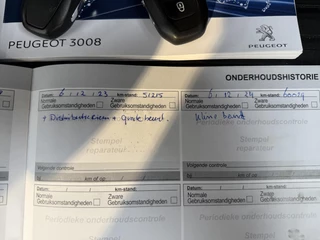 PEUGEOT 3008
PEUGEOT
ONDERHOUDSHISTORIE
Datum: 6 / 12 / 23 km-stand: 51215
Normale Gebruiksomstandigheden
Zware Gebruiksomstandigheden
Datum: 6 / 12 / 24 km-stand:
Normale Gebruiksomstandigheden
Zware Gebruiksomstandigheden
+ Distributieriem + Grote beurt.
Stempel
reparateur
Stempel
reparateur
Volgende controle:
km of op / /
Volgende controle:
km of op / /
Datum: / / km-stand:
Normale Gebruiksomstandigheden
Zware Gebruiksomstandigheden
Datum: / / km-stand:
Normale Gebruiksomstandigheden
Zware Gebruiksomstandigheden
Periodieke onderhoudscontrole
Periodieke onderhoudscontrole
Stempel